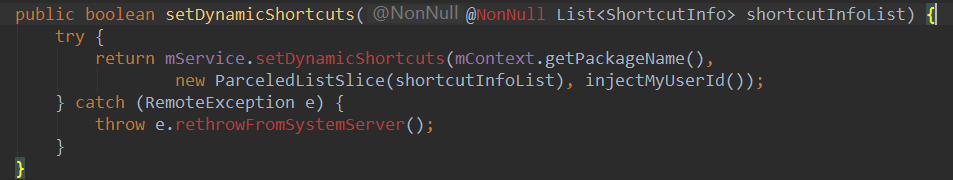 public boolean setDynamicShortcuts( @NonNull @NonNull List<ShortcutInfo> shortcutInfoList) {
try {
return mService.setDynamicShortcuts(mContext.getPackageName(),
new ParceledListSlice(shortcutInfoList), injectMyUserId());
} catch (RemoteException e) {
throw e.rethrowFromSystemServer();
}
}